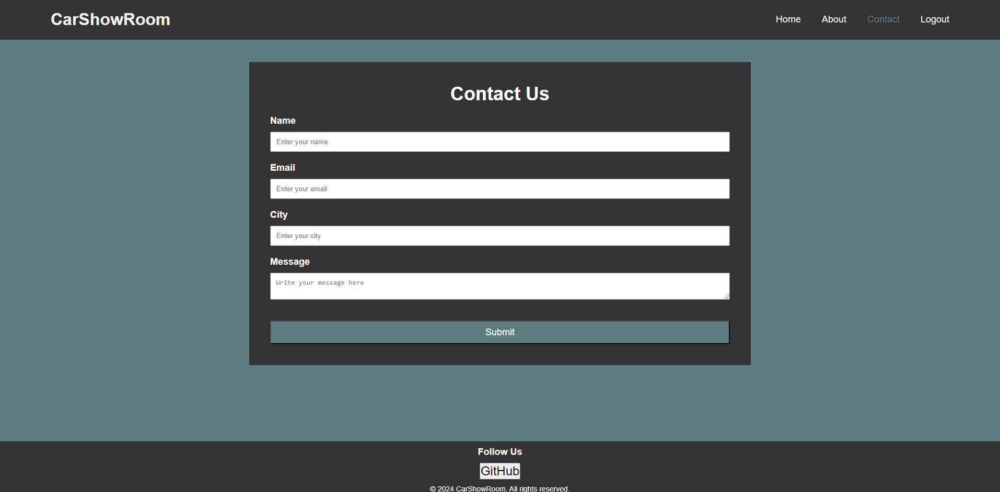 CarShowRoom
Home About Contact Logout
Contact Us
Name
Enter your name
Email
Enter your email
City
Enter your city
Message
Write your message here
Submit
Follow Us
GitHub
© 2024 CarShowRoom. All rights reserved.